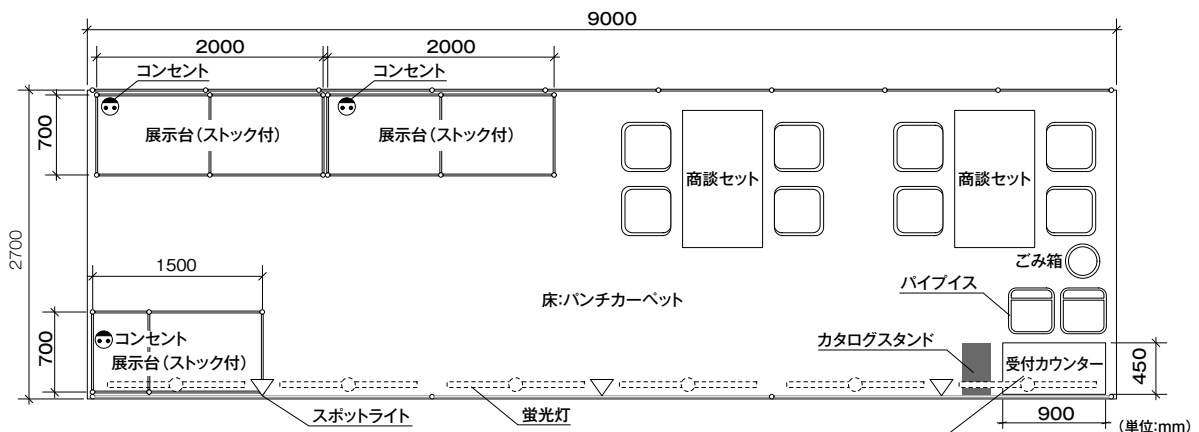 9000
2000
2000
コンセント
コンセント
700
展示台(ストック付)
展示台(ストック付)
商談セット
商談セット
2700
1500
ごみ箱
パイプイス
床:パンチカーペット
700
コンセント
展示台(ストック付)
カタログスタンド
受付カウンター
450
スポットライト
蛍光灯
900
(単位:mm)